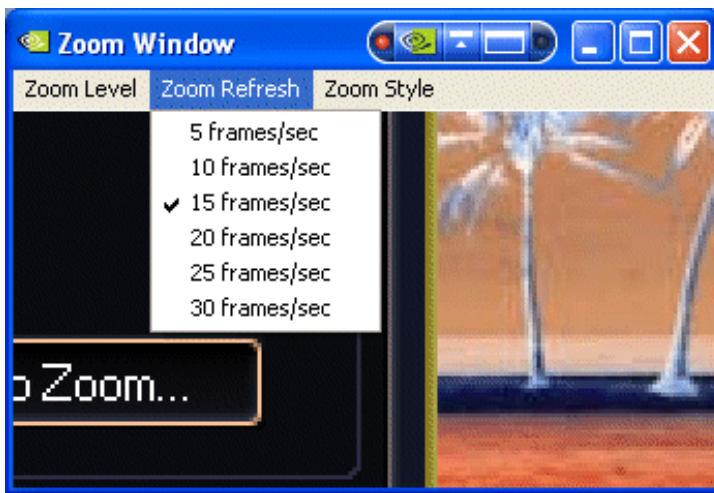 Zoom Window
Zoom Level Zoom Refresh Zoom Style
5 frames/sec
10 frames/sec
15 frames/sec
20 frames/sec
25 frames/sec
30 frames/sec
Zoom...